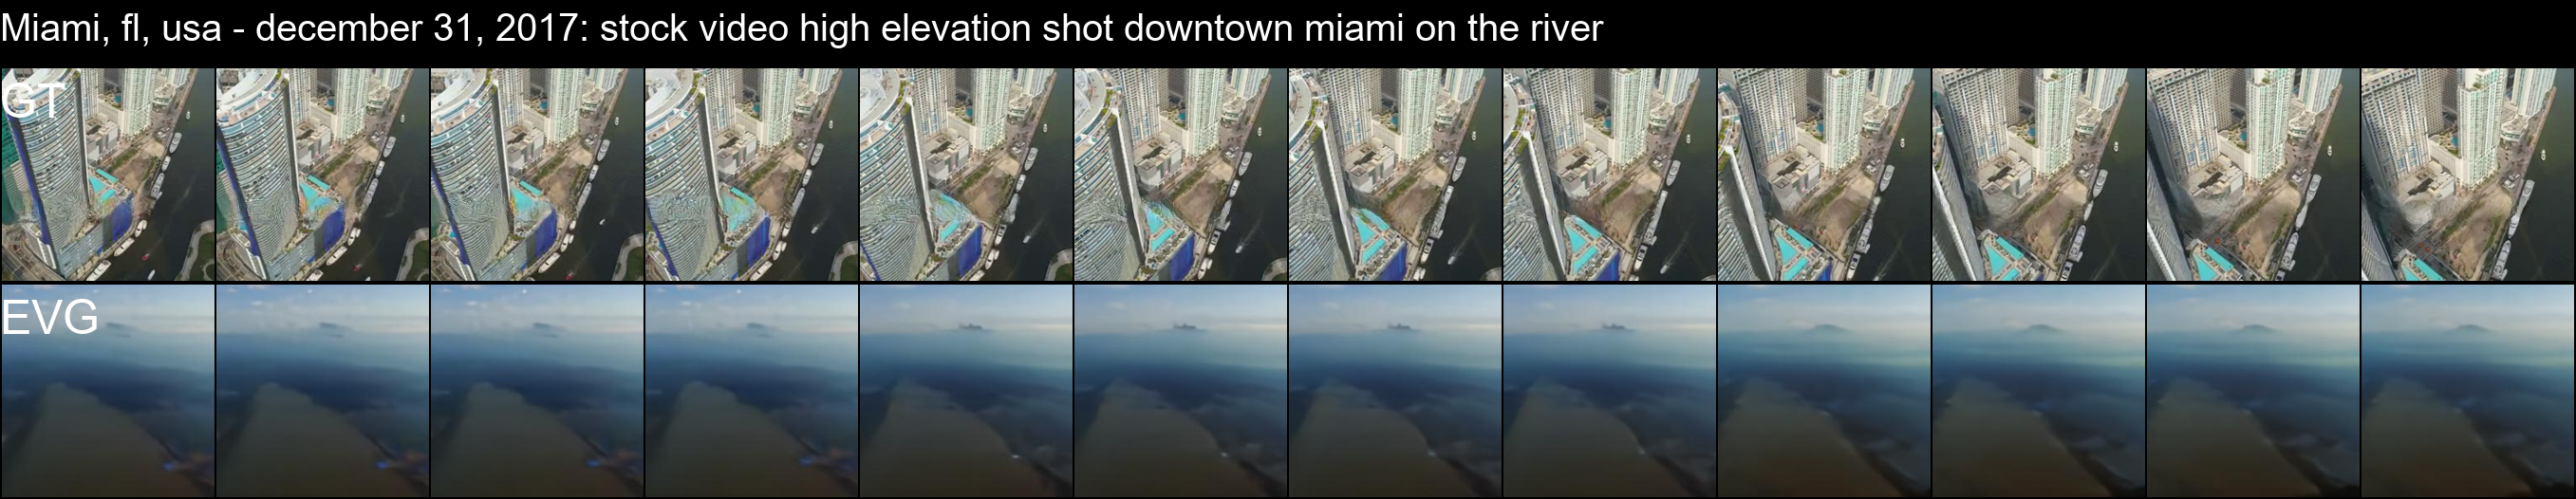 Miami, fl, usa - december 31, 2017: stock video high elevation shot downtown miami on the river
GT
EVG